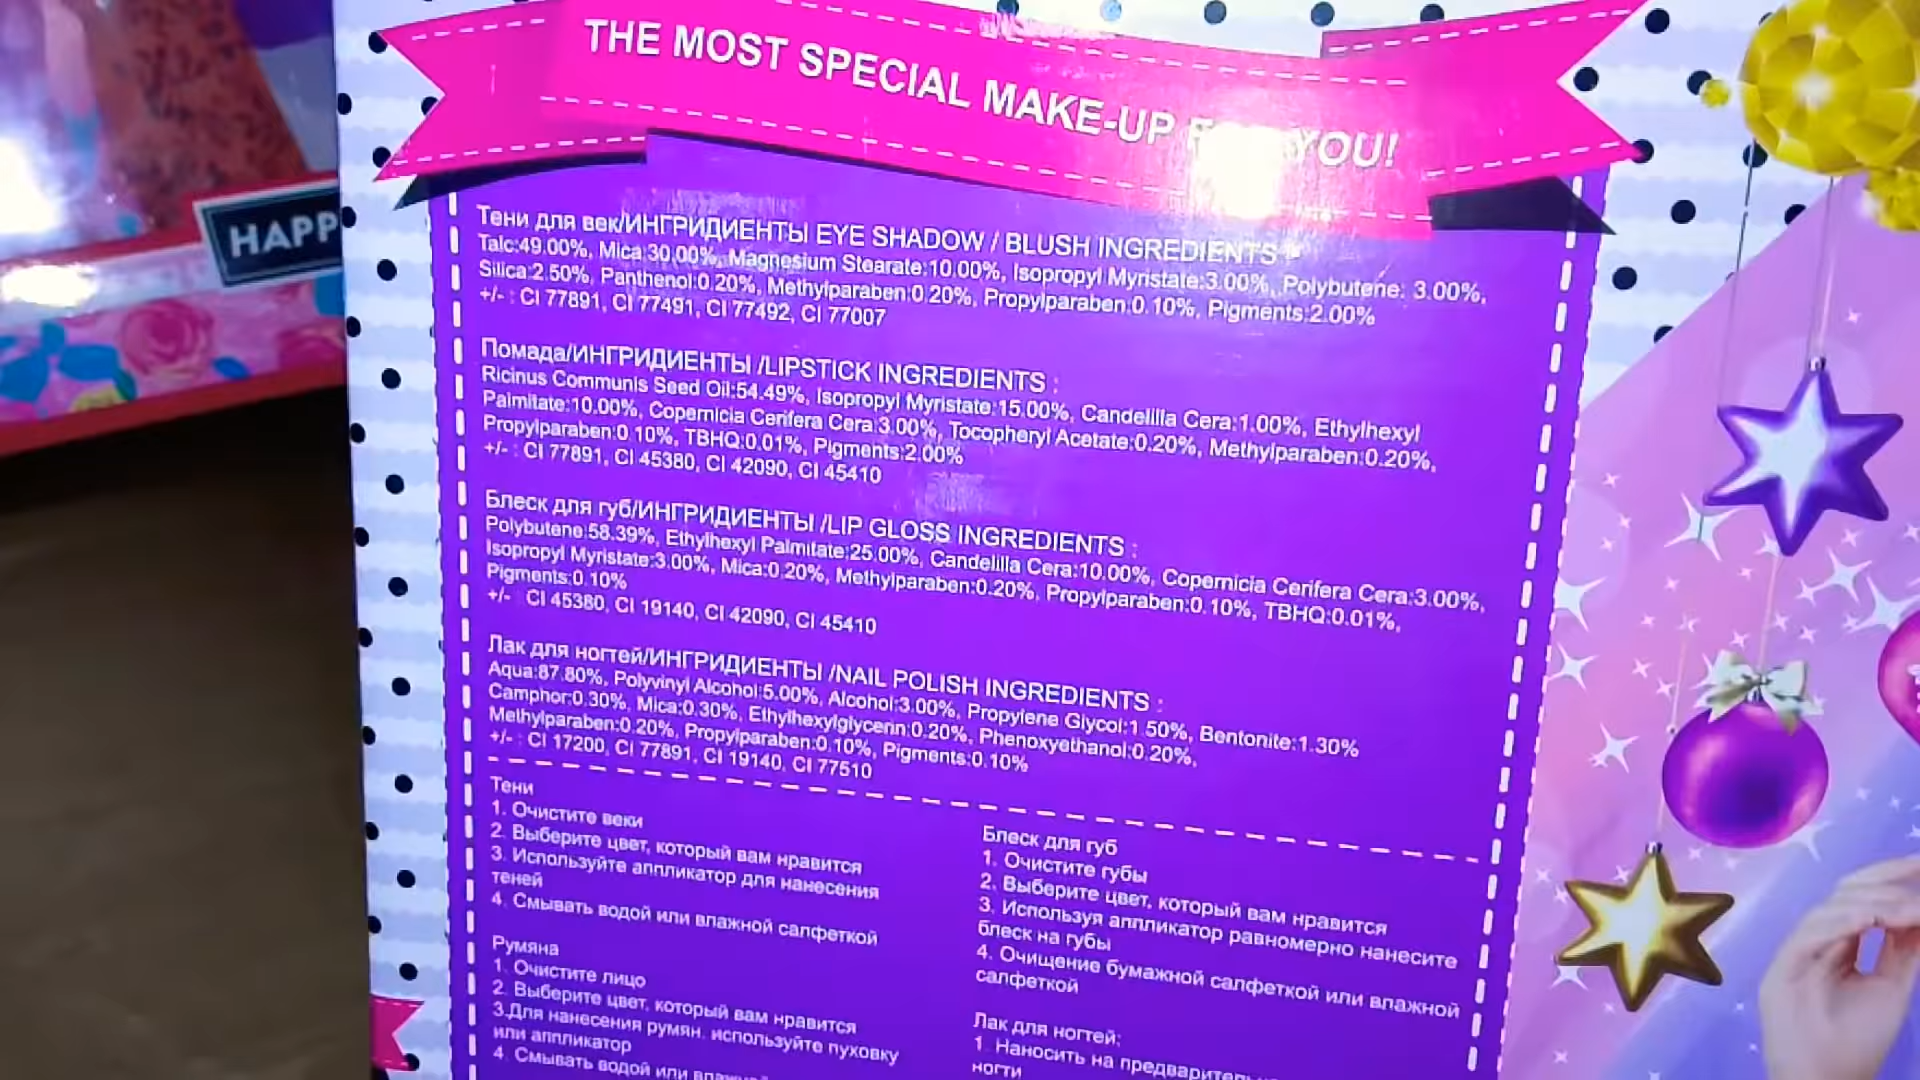 THE MOST SPECIAL MAKE-UP YOU!
HAPP
Тени для век/ИНГРИДИЕНТЫ EYE SHADOW / BLUSH INGREDIENTS :
Talc:49.00%, Mica:30.00%, Magnesium Stearate:10.00%, Isopropyl Myristate:3.00%, Polybutene: 3.00%,
Silica:2.50%, Panthenol:0.20%, Methylparaben:0.20%, Propylparaben:0.10%, Pigments:2.00%
+/- : CI 77891, CI 77491, CI 77492, CI 77007
Помада/ИНГРИДИЕНТЫ /LIPSTICK INGREDIENTS :
Ricinus Communis Seed Oil:54.49%, Isopropyl Myristate:15.00%, Candelilla Cera:1.00%, Ethylhexyl
Palmitate:10.00%, Copernicia Cerifera Cera:3.00%, Tocopheryl Acetate:0.20%, Methylparaben:0.20%,
Propylparaben:0.10%, TBHQ:0.01%, Pigments:2.00%
+/- : CI 77891, CI 45380, CI 42090, CI 45410
Блеск для губ/ИНГРИДИЕНТЫ /LIP GLOSS INGREDIENTS :
Polybutene:58.39%, Ethylhexyl Palmitate:25.00%, Candelilla Cera:10.00%, Copernicia Cerifera Cera:3.00%,
Isopropyl Myristate:3.00%, Mica:0.20%, Methylparaben:0.20%, Propylparaben:0.10%, TBHQ:0.01%,
Pigments:0.10%
+/- CI 45380, CI 19140, CI 42090, CI 45410
Лак для ногтей/ИНГРИДИЕНТЫ /NAIL POLISH INGREDIENTS :
Aqua:87.80%, Polyvinyl Alcohol:5.00%, Alcohol:3.00%, Propylene Glycol:1.50%, Bentonite:1.30%
Camphor:0.30%, Mica:0.30%, Ethylhexylglycerin:0.20%, Phenoxyethanol:0.20%,
Methylparaben:0.20%, Propylparaben:0.10%, Pigments:0.10%
+/- : CI 17200, CI 77891, CI 19140, CI 77510
Тени
1. Очистите веки
2. Выберите цвет, который вам нравится
3. Используйте аппликатор для нанесения
теней
4. Смывать водой или влажной салфеткой
Румяна
1. Очистите лицо
2. Выберите цвет, который вам нравится
3.Для нанесения румян. используйте пуховку
или аппликатор
4. Смывать водой или
Блеск для губ
1. Очистите губы
2. Выберите цвет, который вам нравится
3. Используя аппликатор равномерно нанесите
блеск на губы
4. Очищение бумажной салфеткой или влажной
салфеткой
Лак для ногтей:
1. Наносить на
ногти